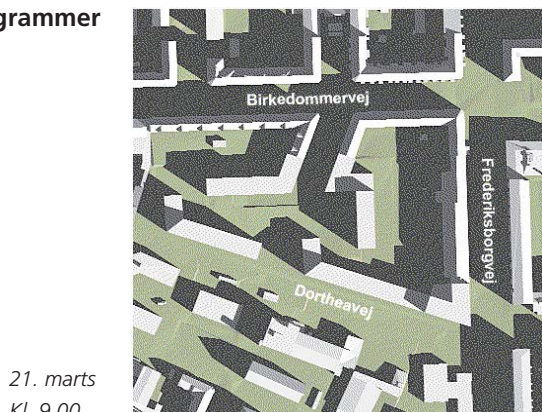 grammer
Birkedommervej
Frederiksborgvej
Dortheavej
21. marts
Kl. 9.00